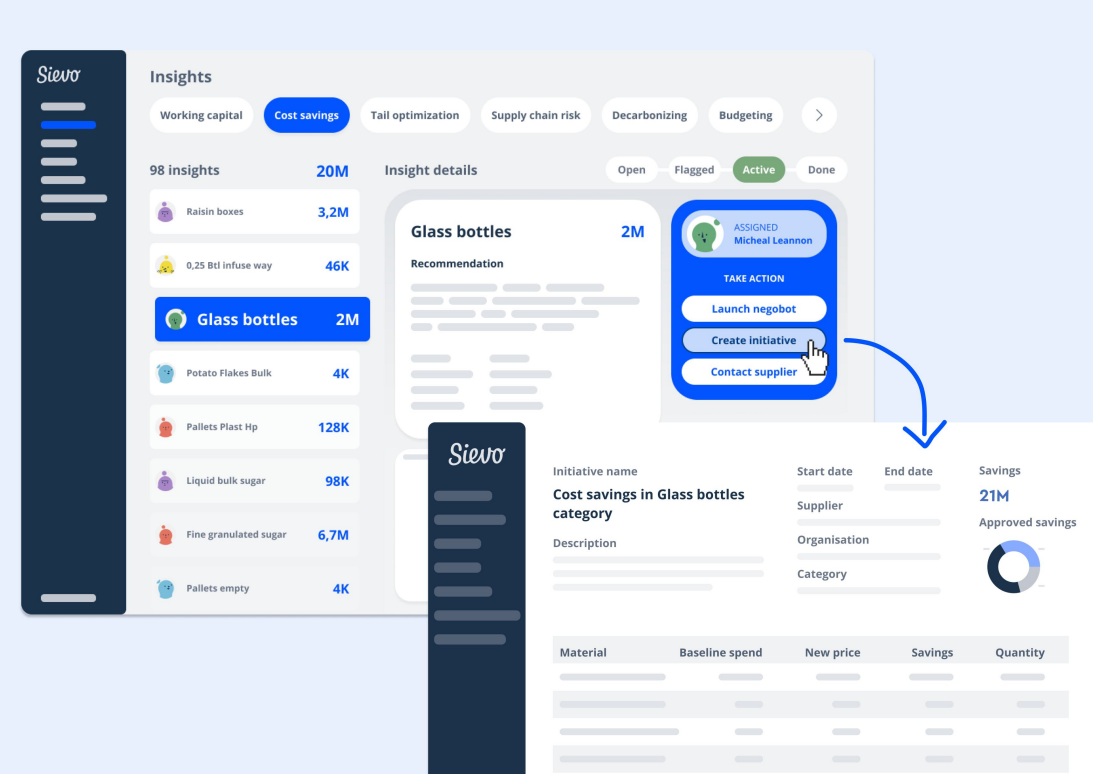 Sievo
Insights
Working capital
Cost savings
Tail optimization
Supply chain risk
Decarbonizing
Budgeting
98 insights
20M
Raisin boxes
3,2M
0,25 Btl infuse way
46K
Glass bottles
2M
Potato Flakes Bulk
4K
Pallets Plast Hp
128K
Liquid bulk sugar
98K
Fine granulated sugar
6,7M
Pallets empty
4K
Insight details
Open
Flagged
Active
Done
Glass bottles
2M
Recommendation
ASSIGNED
Micheal Leannon
TAKE ACTION
Launch negobot
Create initiative
Contact supplier
Sievo
Initiative name
Cost savings in Glass bottles
category
Description
Start date
End date
Supplier
Organisation
Category
Savings
21M
Approved savings
Material
Baseline spend
New price
Savings
Quantity